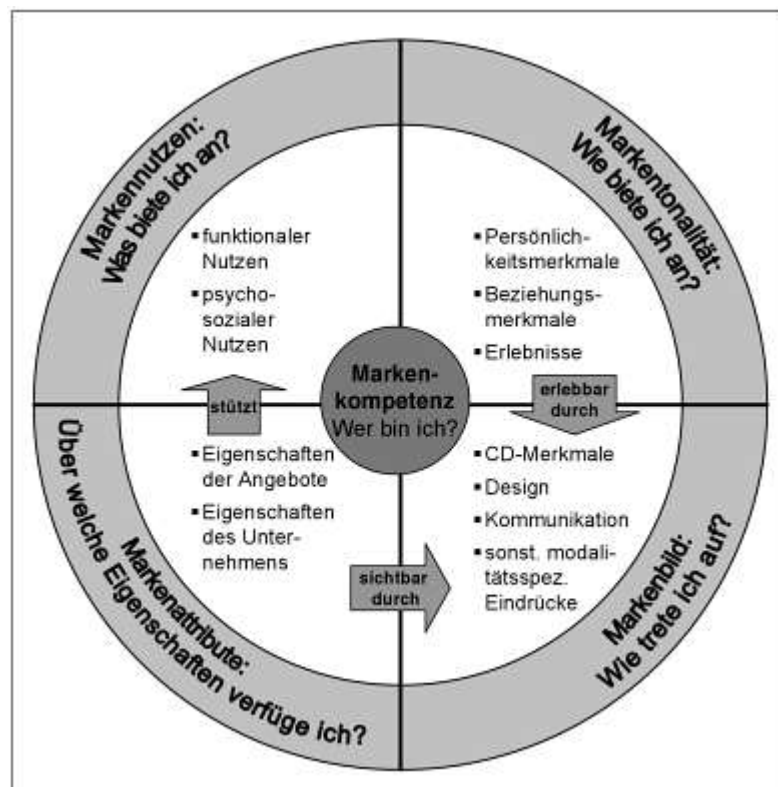 Markennutzen:
Was biete ich an?
▪ funktionaler
Nutzen
▪ psycho-
sozialer
Nutzen
Markentonalität:
Wie biete ich an?
▪ Persönlich-
keitsmerkmale
▪ Beziehungs-
merkmale
▪ Erlebnisse
Marken-
kompetenz
Wer bin ich?
stützt
erlebbar
durch
Markenattribute:
Über welche Eigenschaften verfüge ich?
▪ Eigenschaften
der Angebote
▪ Eigenschaften
des Unter-
nehmens
sichtbar
durch
Markenbild:
Wie trete ich auf?
▪ CD-Merkmale
▪ Design
▪ Kommunikation
▪ sonst. modali-
tätsspez.
Eindrücke